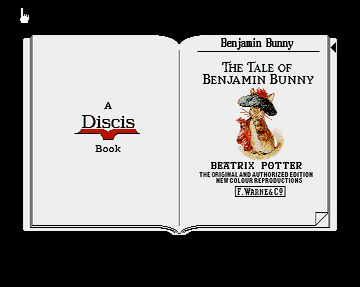 A
Discis
Book
Benjamin Bunny
THE TALE OF
BENJAMIN BUNNY
BEATRIX POTTER
THE ORIGINAL AND AUTHORIZED EDITION
NEW COLOUR REPRODUCTIONS
F. WARNE & Co